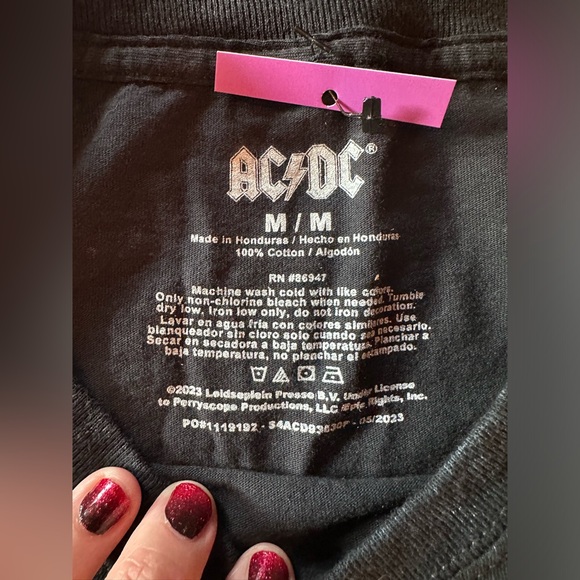 AC⚡DC®
M / M
Made in Honduras / Hecho en Honduras
100% Cotton / Algodón
RN #86947
Machine wash cold with like colors.
Only non-chlorine bleach when needed. Tumble
dry low. Iron low only, do not iron decoration.
Lavar en agua fría con colores similares. Use
blanqueador sin cloro solo cuando sea necesario.
Secar en secadora a baja temperatura. Planchar a
baja temperatura, no planchar el estampado.
©2023 Leidseplein Presse B.V. Under License
to Perryscope Productions, LLC / Epic Rights, Inc.
PO#1119192 - 05/2023